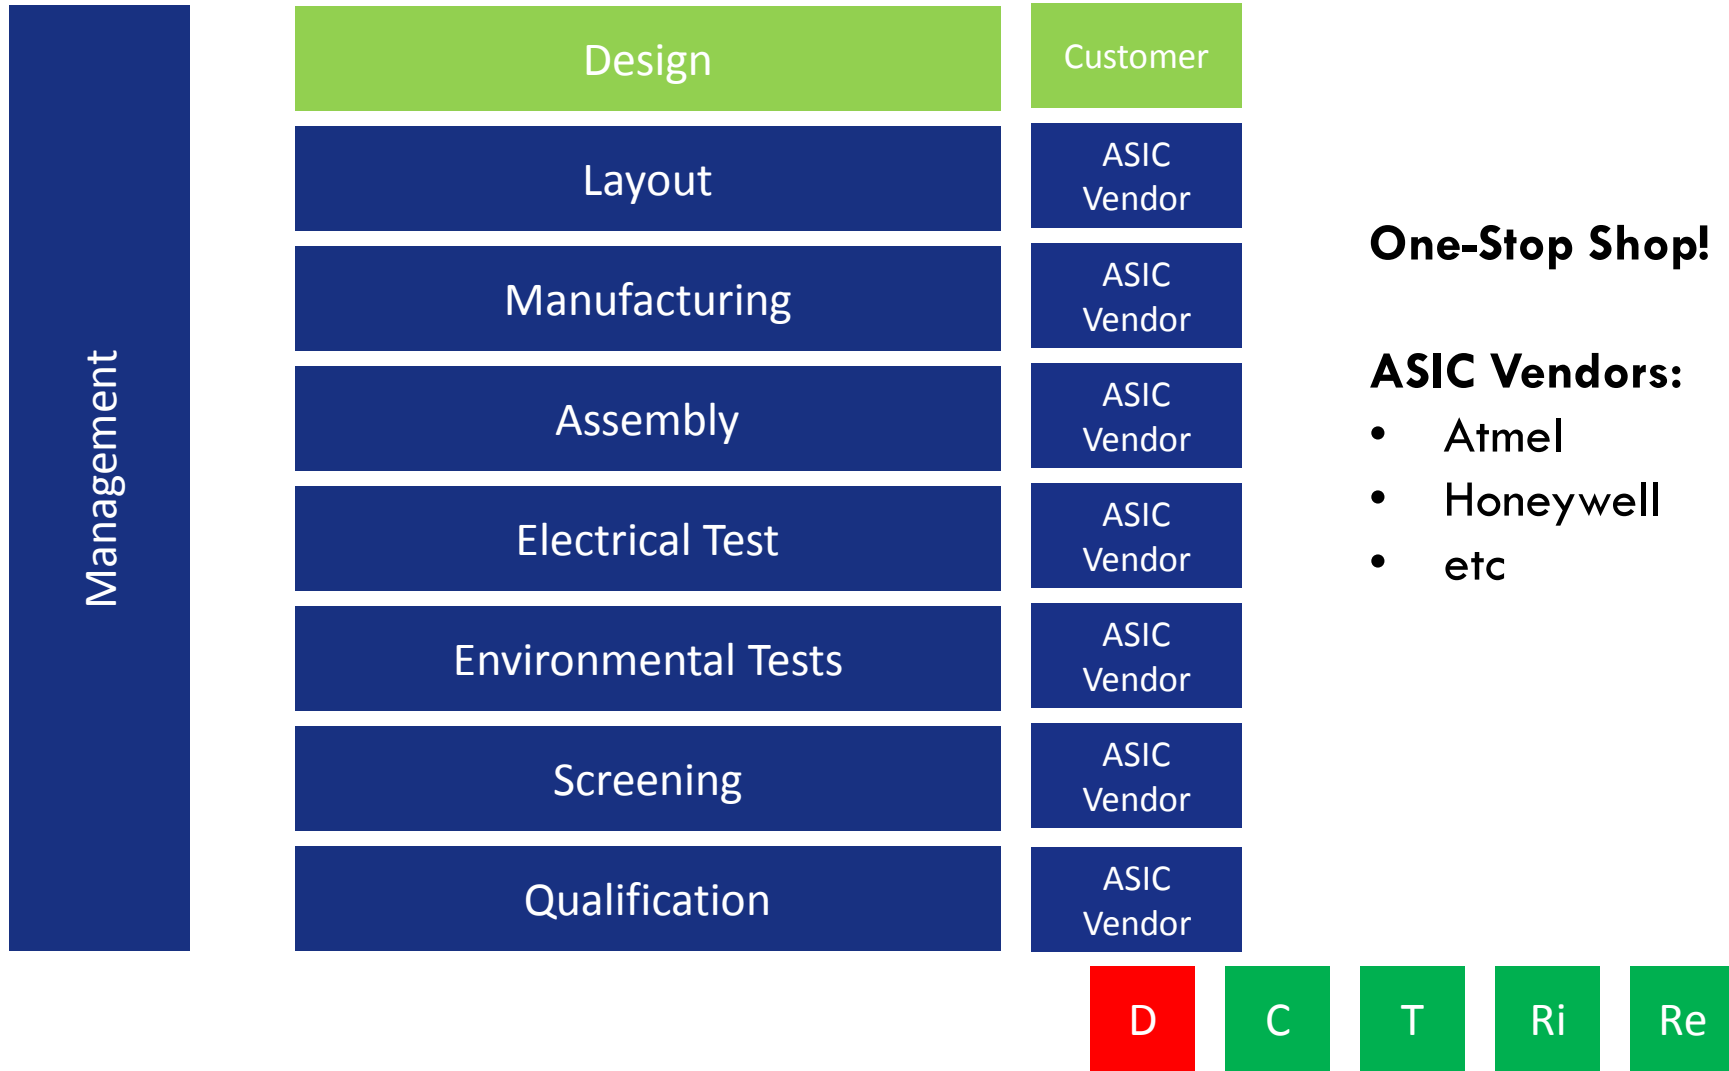 Management
Design
Customer
Layout
ASIC
Vendor
Manufacturing
ASIC
Vendor
Assembly
ASIC
Vendor
Electrical Test
ASIC
Vendor
Environmental Tests
ASIC
Vendor
Screening
ASIC
Vendor
Qualification
ASIC
Vendor
One-Stop Shop!
ASIC Vendors:
• Atmel
• Honeywell
• etc
D C T Ri Re